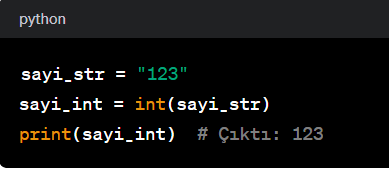 python
sayi_str = "123"
sayi_int = int(sayi_str)
print(sayi_int)  # Çıktı: 123